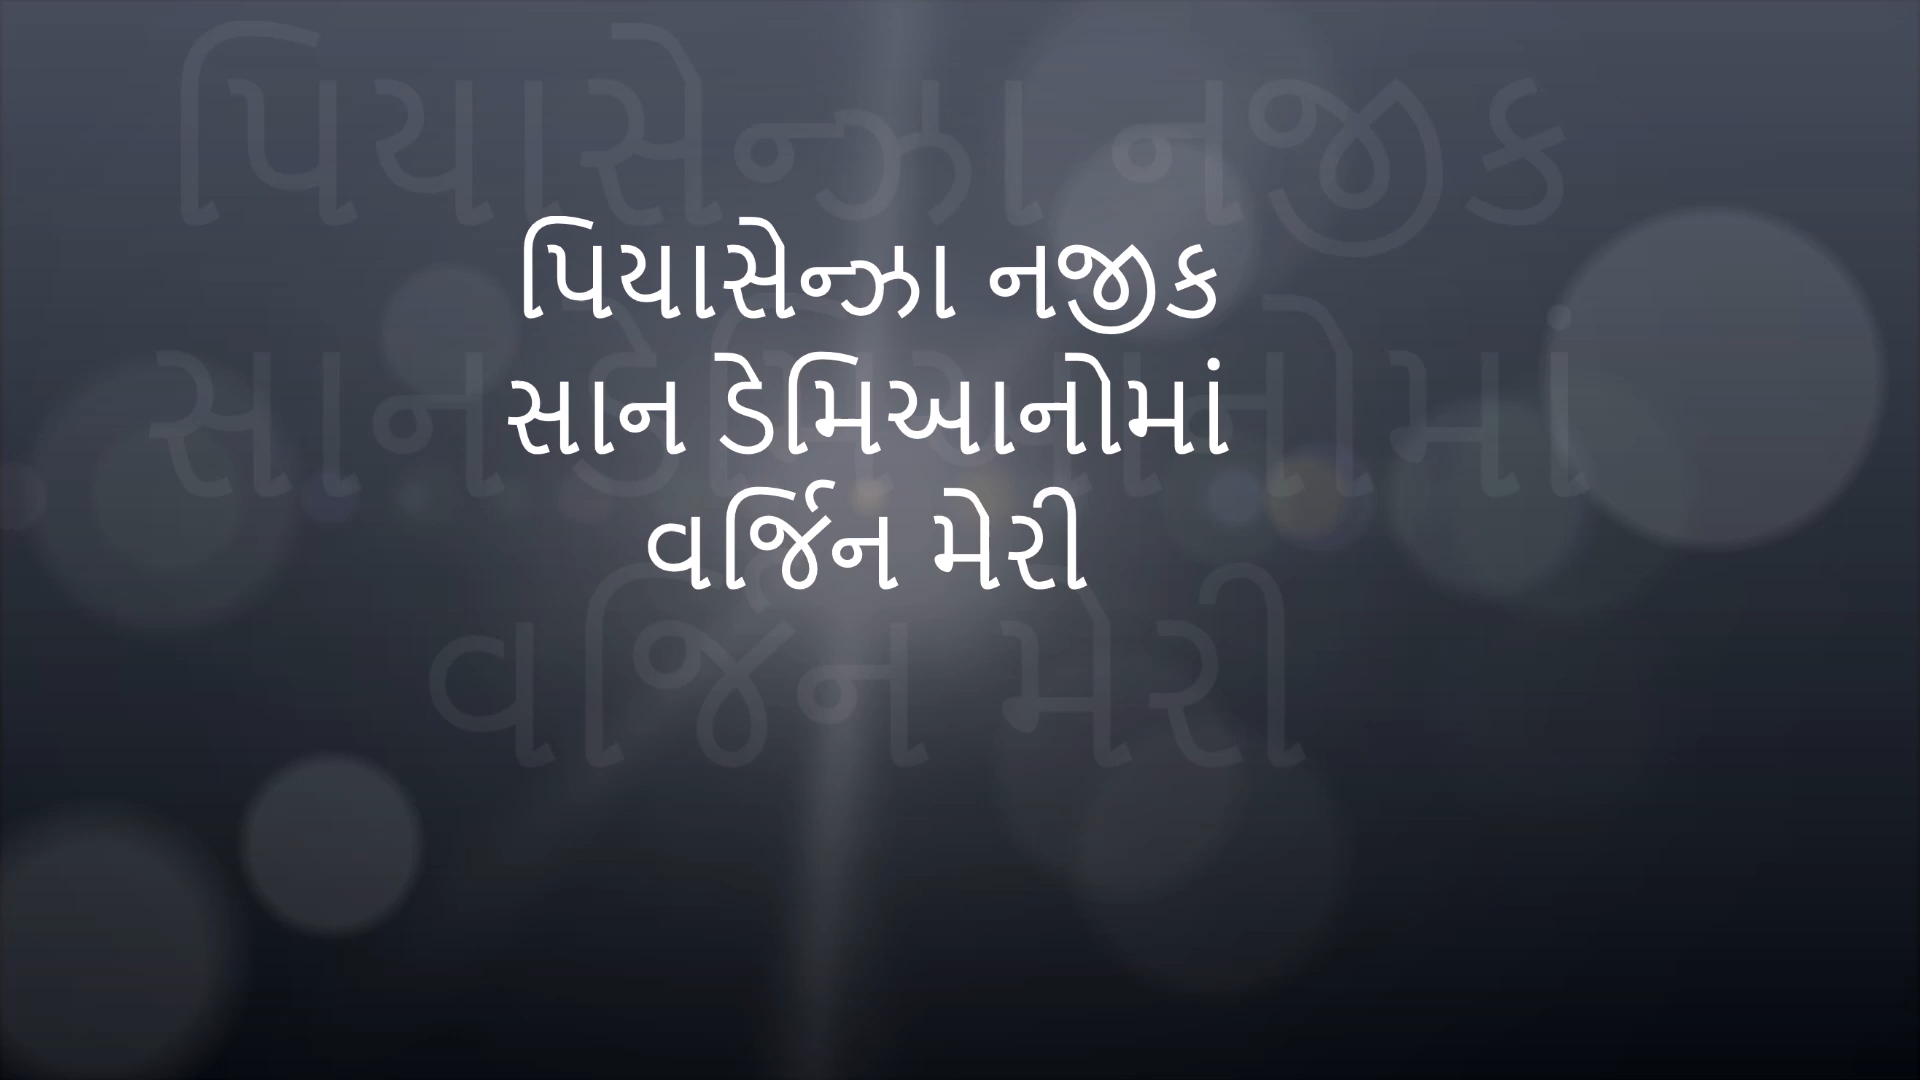 પિયાસેન્ઝા નજીક
સાન ડેમિઆનોમાં
વર્જિન મેરી